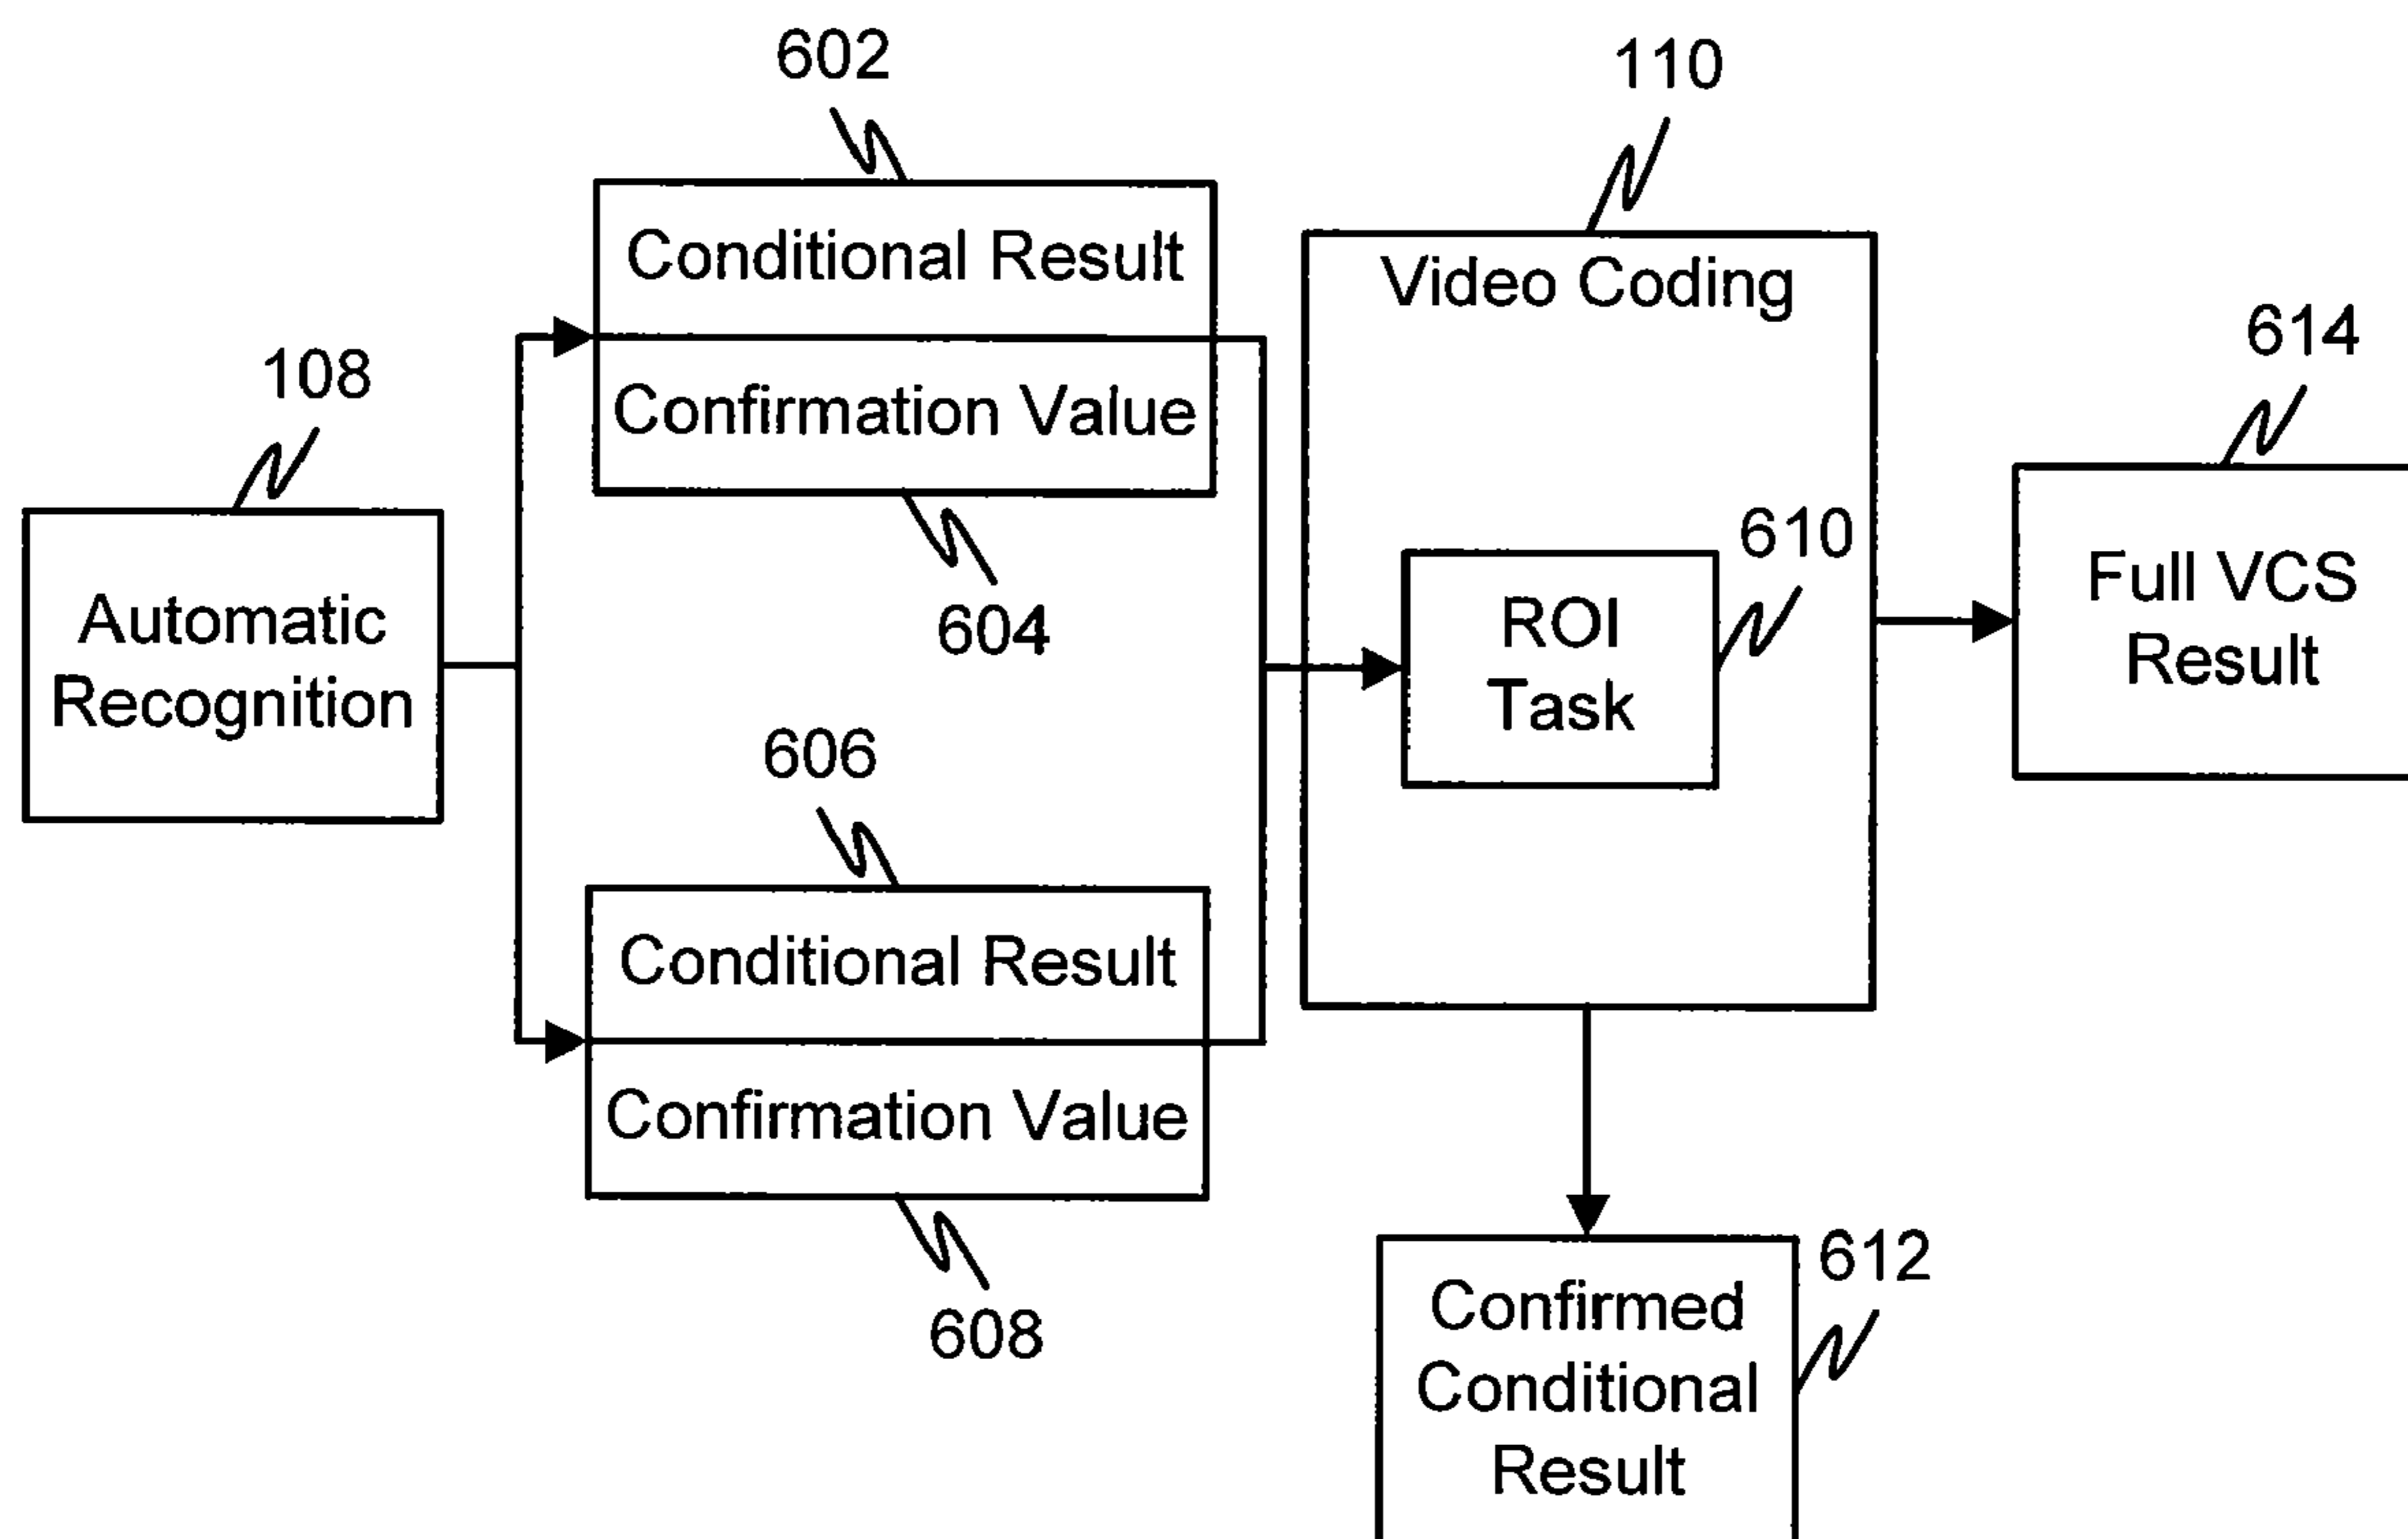 602
110
Conditional Result
Video Coding
614
108
Confirmation Value
610
Full VCS
Result
ROI
Task
Automatic
Recognition
604
606
Conditional Result
Confirmation Value
612
608
Confirmed
Conditional
Result